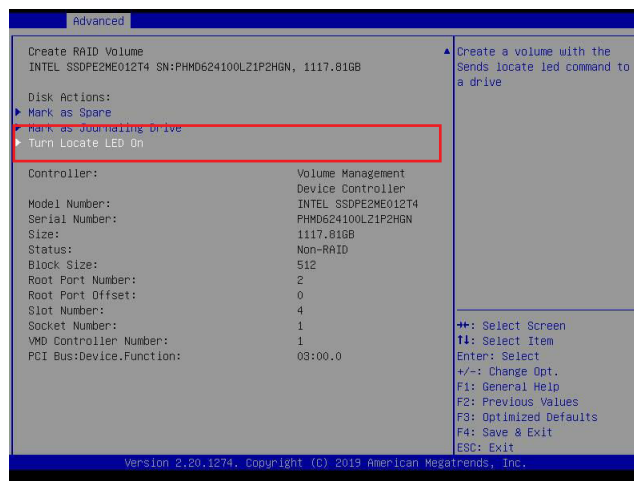 Advanced
Create RAID Volume
INTEL SSDPE2ME012T4 SN:PHMD624100LZ1P2HGN, 1117.81GB
Disk Actions:
Mark as Spare
Mark as Journaling Drive
Turn Locate LED On
Controller: Volume Management
Device Controller
Model Number: INTEL SSDPE2ME012T4
Serial Number: PHMD624100LZ1P2HGN
Size: 1117.81GB
Status: Non-RAID
Block Size: 512
Root Port Number: 2
Root Port Offset: 0
Slot Number: 4
Socket Number: 1
VMD Controller Number: 1
PCI Bus:Device.Function: 03:00.0
Create a volume with the
Sends locate led command to
a drive
→←: Select Screen
↑↓: Select Item
Enter: Select
+/-: Change Opt.
F1: General Help
F2: Previous Values
F3: Optimized Defaults
F4: Save & Exit
ESC: Exit
Version 2.20.1274. Copyright (C) 2019 American Megatrends, Inc.